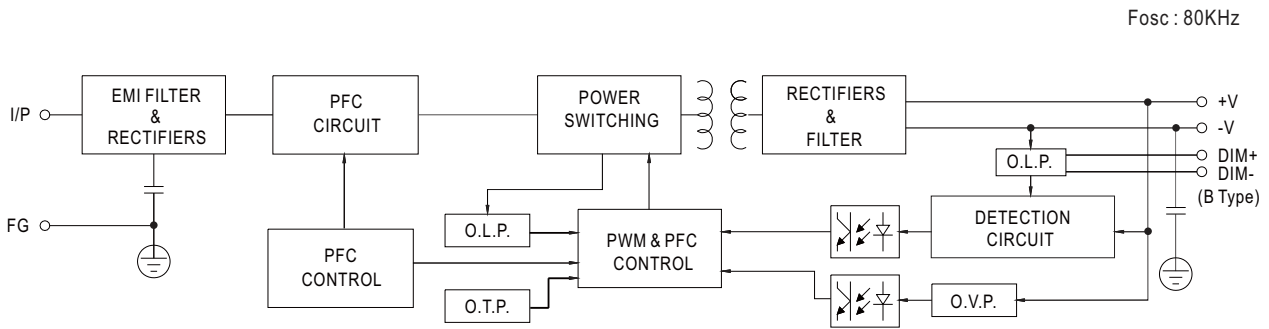 Fosc : 80KHz
I/P
EMI FILTER
&
RECTIFIERS
PFC
CIRCUIT
POWER
SWITCHING
RECTIFIERS
&
FILTER
+V
-V
DIM+
DIM-
(B Type)
O.L.P.
FG
PFC
CONTROL
O.L.P.
O.T.P.
PWM & PFC
CONTROL
DETECTION
CIRCUIT
O.V.P.